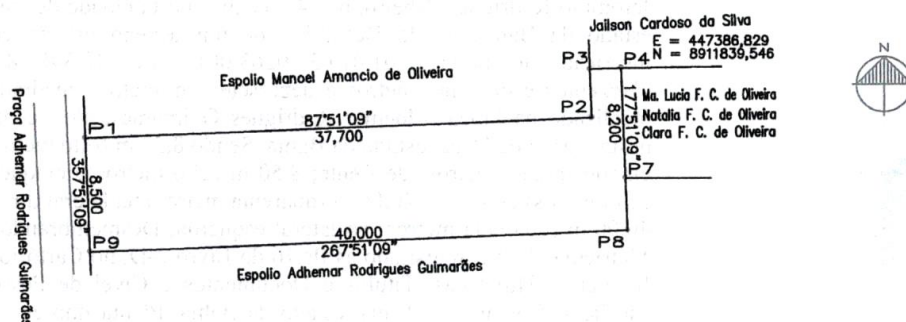 Jailson Cardoso da Silva
E = 447386,829
N = 8911839,546
N
P3
P4
Espolio Manoel Amancio de Oliveira
Ma. Lucia F. C. de Oliveira
Natalia F. C. de Oliveira
Clara F. C. de Oliveira
177°51'09"
8,200
P2
87°51'09"
37,700
P1
Praça Adhemar Rodrigues Guimarães
357°51'09"
8,500
P7
P9
40,000
267°51'09"
P8
Espolio Adhemar Rodrigues Guimarães